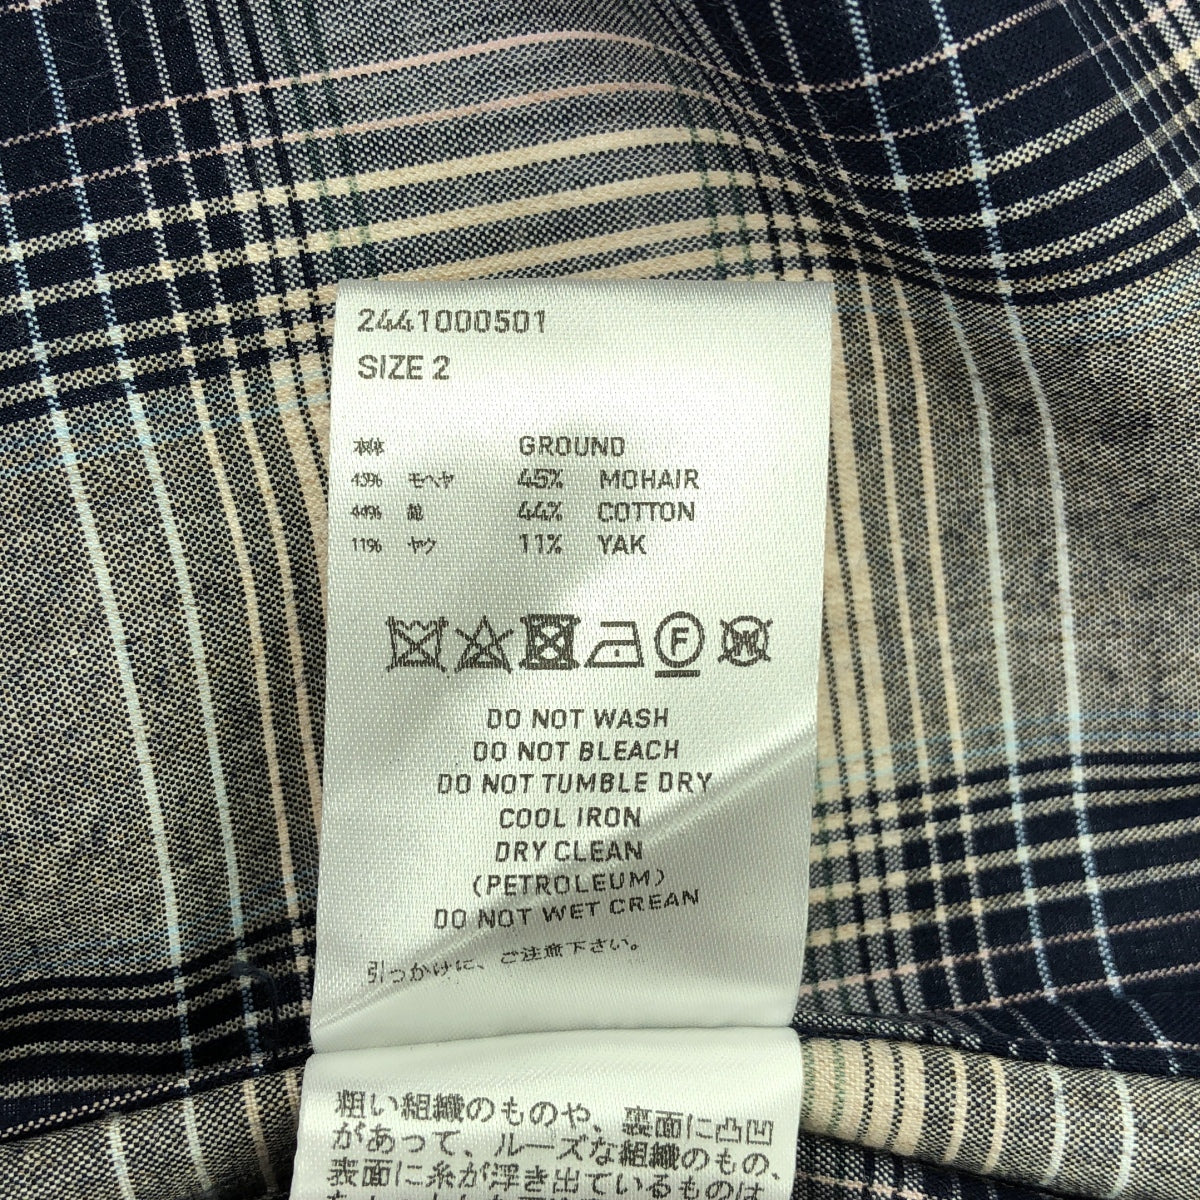 2441000501
SIZE 2
本体 GROUND
45% モヘヤ 45% MOHAIR
44% 綿 44% COTTON
11% ヤク 11% YAK
F
W
DO NOT WASH
DO NOT BLEACH
DO NOT TUMBLE DRY
COOL IRON
DRY CLEAN
(PETROLEUM)
DO NOT WET CREAN
引っかけに、ご注意下さい。
粗い組織のものや、裏面に凸凹
があって、ルーズな組織のもの、
表面に糸が浮き出ているものは